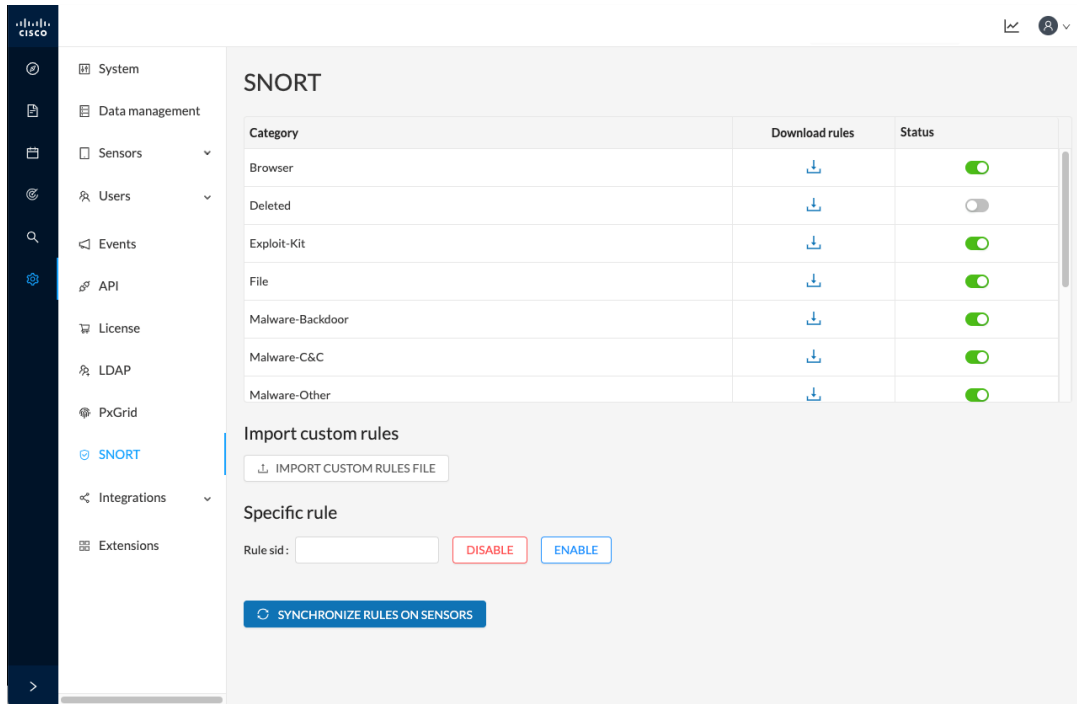 CISCO
System
Data management
Sensors
Users
Events
API
License
LDAP
PxGrid
SNORT
Integrations
Extensions
SNORT
Category Download rules Status
Browser
Deleted
Exploit-Kit
File
Malware-Backdoor
Malware-C&C
Malware-Other
Import custom rules
IMPORT CUSTOM RULES FILE
Specific rule
Rule sid : DISABLE ENABLE
SYNCHRONIZE RULES ON SENSORS